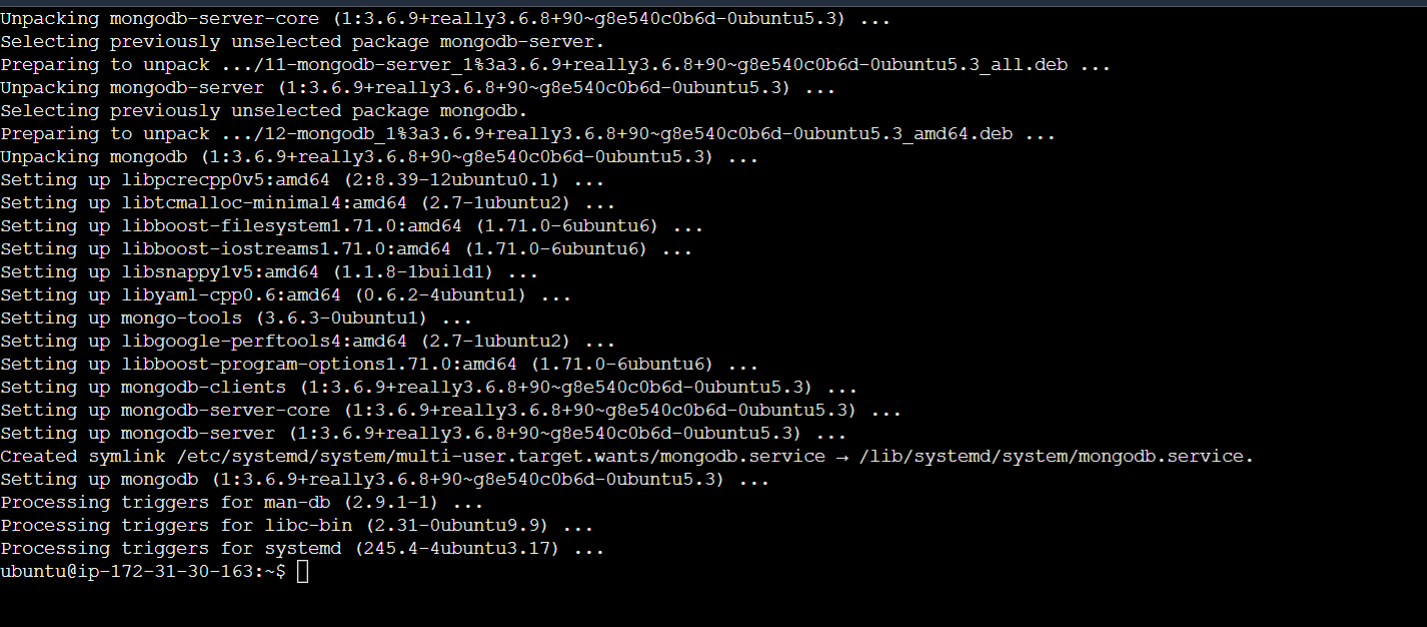 Unpacking mongodb-server-core (1:3.6.9+really3.6.8+90~g8e540c0b6d-0ubuntu5.3) ...
Selecting previously unselected package mongodb-server.
Preparing to unpack .../11-mongodb-server_1%3a3.6.9+really3.6.8+90~g8e540c0b6d-0ubuntu5.3_all.deb ...
Unpacking mongodb-server (1:3.6.9+really3.6.8+90~g8e540c0b6d-0ubuntu5.3) ...
Selecting previously unselected package mongodb.
Preparing to unpack .../12-mongodb_1%3a3.6.9+really3.6.8+90~g8e540c0b6d-0ubuntu5.3_amd64.deb ...
Unpacking mongodb (1:3.6.9+really3.6.8+90~g8e540c0b6d-0ubuntu5.3) ...
Setting up libpcrecpp0v5:amd64 (2:8.39-12ubuntu0.1) ...
Setting up libtcmalloc-minimal4:amd64 (2.7-1ubuntu2) ...
Setting up libboost-filesystem1.71.0:amd64 (1.71.0-6ubuntu6) ...
Setting up libboost-iostreams1.71.0:amd64 (1.71.0-6ubuntu6) ...
Setting up libsnappy1v5:amd64 (1.1.8-1build1) ...
Setting up libyaml-cpp0.6:amd64 (0.6.2-4ubuntu1) ...
Setting up mongo-tools (3.6.3-0ubuntu1) ...
Setting up libgoogle-perftools4:amd64 (2.7-1ubuntu2) ...
Setting up libboost-program-options1.71.0:amd64 (1.71.0-6ubuntu6) ...
Setting up mongodb-clients (1:3.6.9+really3.6.8+90~g8e540c0b6d-0ubuntu5.3) ...
Setting up mongodb-server-core (1:3.6.9+really3.6.8+90~g8e540c0b6d-0ubuntu5.3) ...
Setting up mongodb-server (1:3.6.9+really3.6.8+90~g8e540c0b6d-0ubuntu5.3) ...
Created symlink /etc/systemd/system/multi-user.target.wants/mongodb.service → /lib/systemd/system/mongodb.service.
Setting up mongodb (1:3.6.9+really3.6.8+90~g8e540c0b6d-0ubuntu5.3) ...
Processing triggers for man-db (2.9.1-1) ...
Processing triggers for libc-bin (2.31-0ubuntu9.9) ...
Processing triggers for systemd (245.4-4ubuntu3.17) ...
ubuntu@ip-172-31-30-163:~$